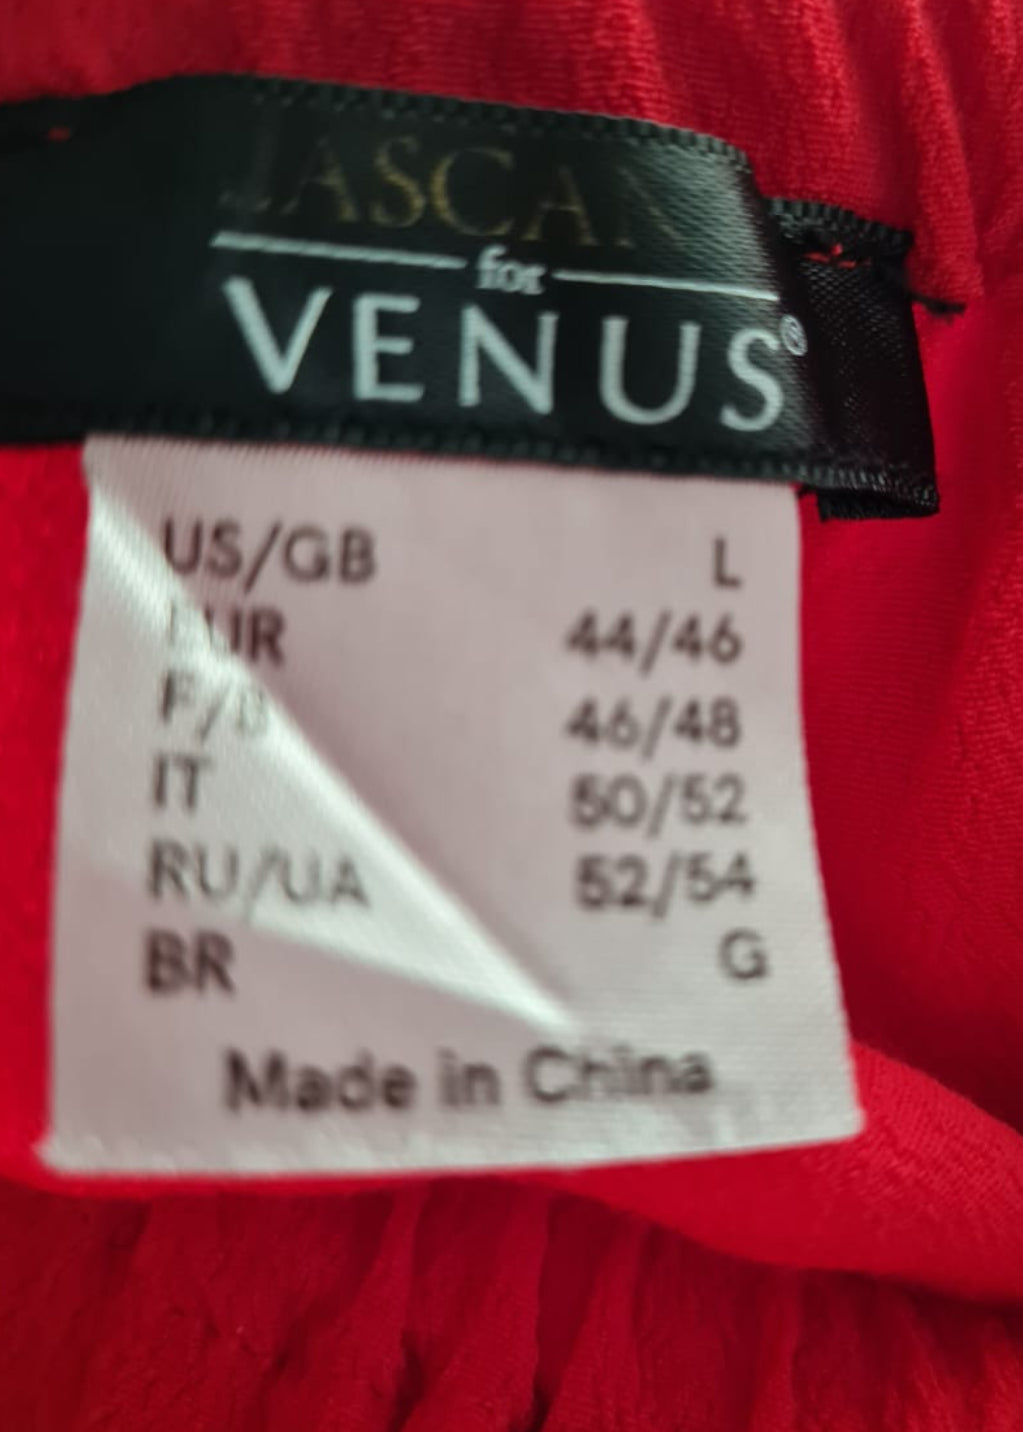 for
VENUS®
US/GB L
EUR 44/46
F/B 46/48
IT 50/52
RU/UA 52/54
BR G
Made in China